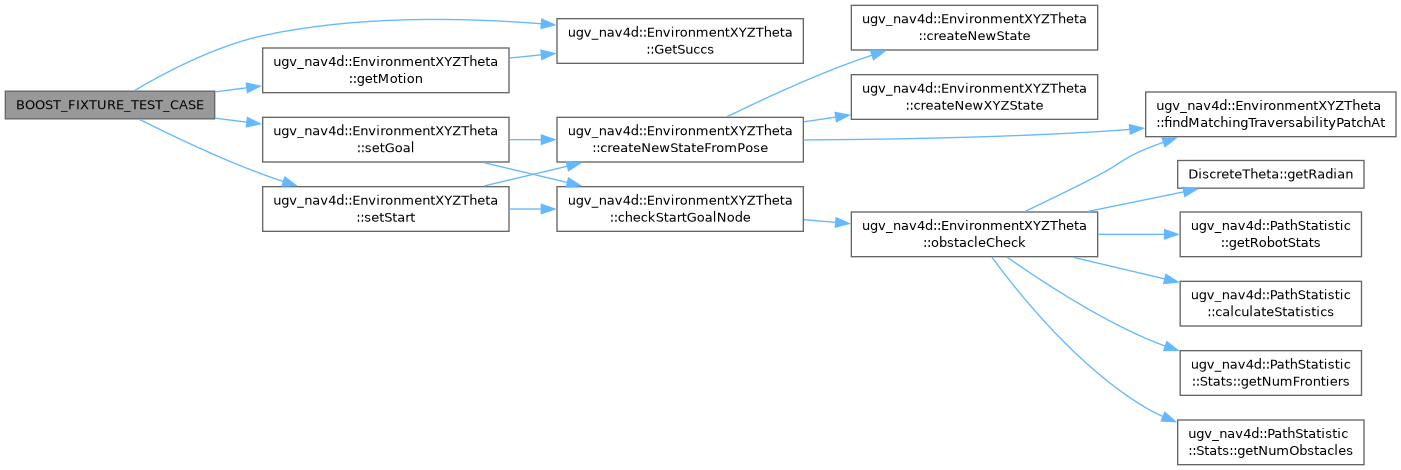 BOOST_FIXTURE_TEST_CASE
ugv_nav4d::EnvironmentXYZTheta
::getMotion
ugv_nav4d::EnvironmentXYZTheta
::setGoal
ugv_nav4d::EnvironmentXYZTheta
::setStart
ugv_nav4d::EnvironmentXYZTheta
::GetSuccs
ugv_nav4d::EnvironmentXYZTheta
::createNewStateFromPose
ugv_nav4d::EnvironmentXYZTheta
::checkStartGoalNode
ugv_nav4d::EnvironmentXYZTheta
::createNewState
ugv_nav4d::EnvironmentXYZTheta
::createNewXYZState
ugv_nav4d::EnvironmentXYZTheta
::obstacleCheck
ugv_nav4d::EnvironmentXYZTheta
::findMatchingTraversabilityPatchAt
DiscreteTheta::getRadian
ugv_nav4d::PathStatistic
::getRobotStats
ugv_nav4d::PathStatistic
::calculateStatistics
ugv_nav4d::PathStatistic
::Stats::getNumFrontiers
ugv_nav4d::PathStatistic
::Stats::getNumObstacles